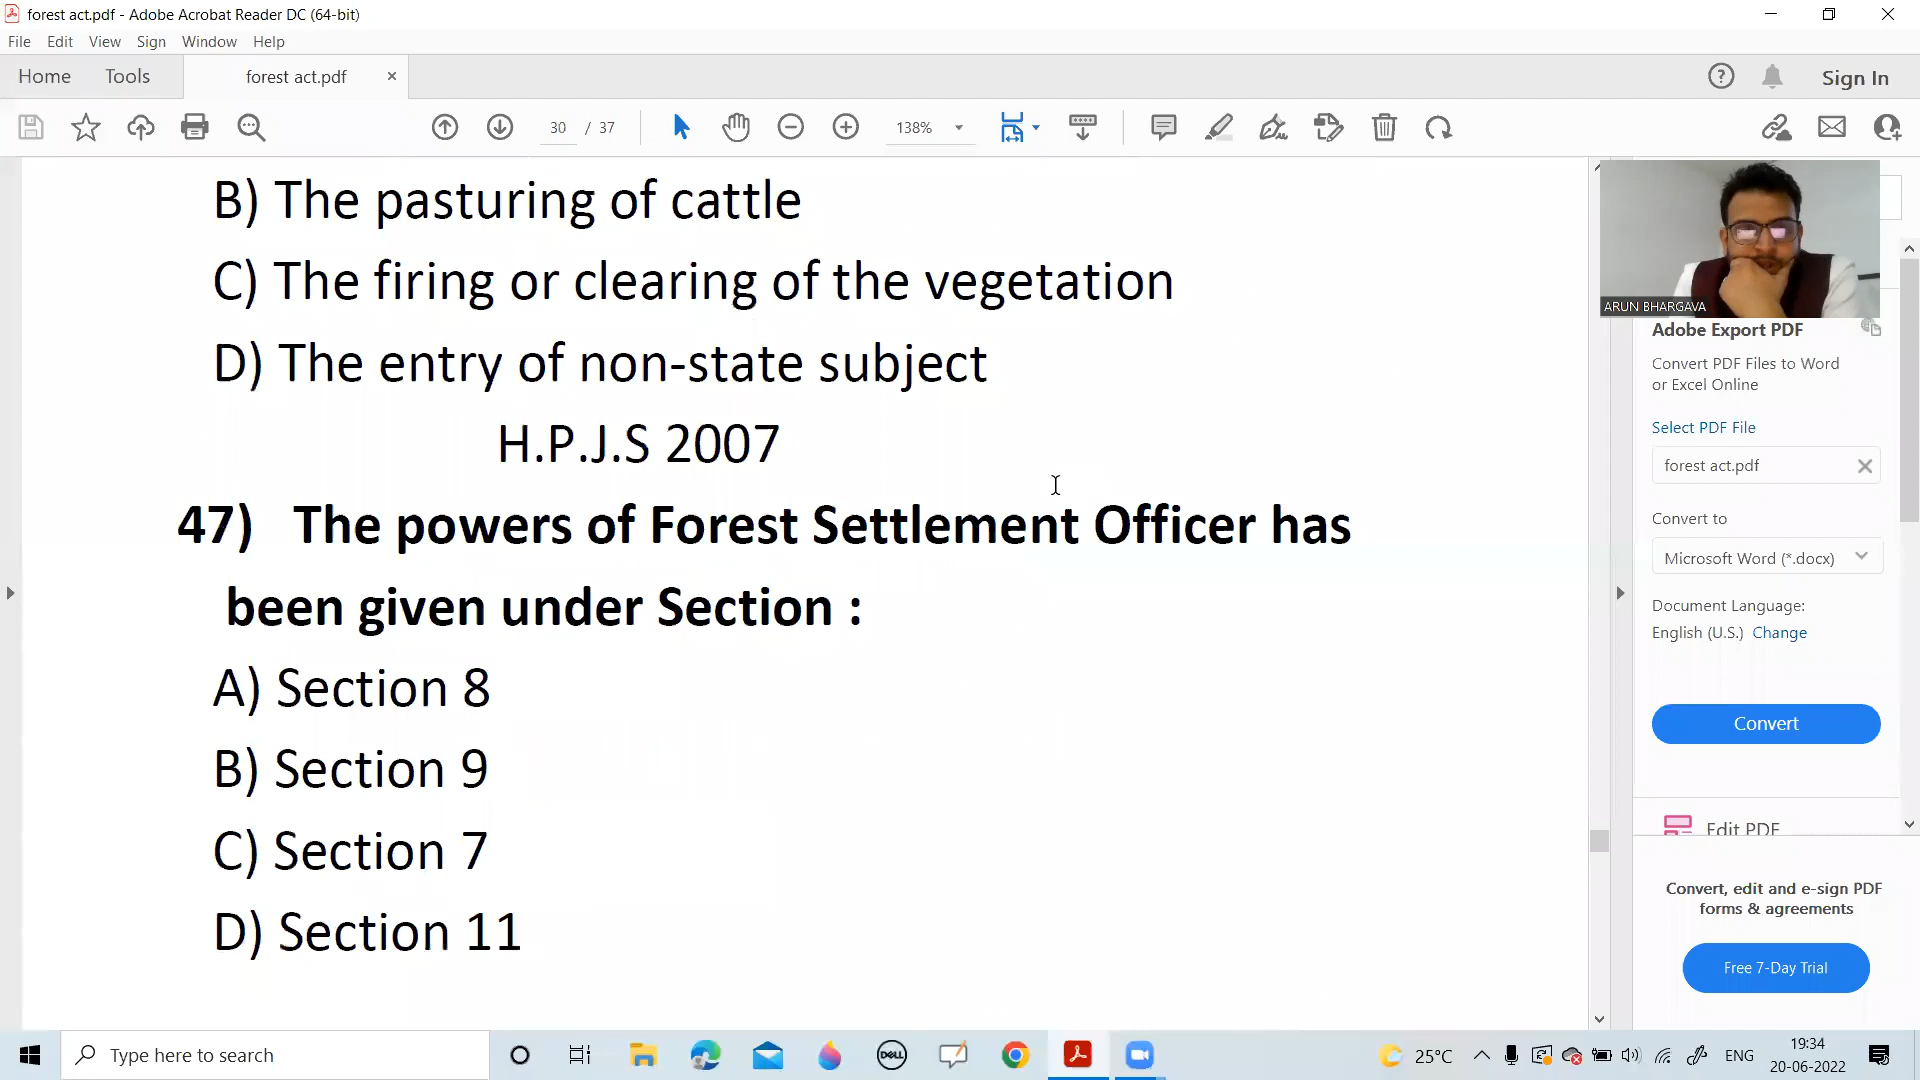 forest act.pdf - Adobe Acrobat Reader DC (64-bit)
File Edit View Sign Window Help
Home Tools forest act.pdf × Sign In
30 / 37 138%
B) The pasturing of cattle
C) The firing or clearing of the vegetation
D) The entry of non-state subject
H.P.J.S 2007
47) The powers of Forest Settlement Officer has
been given under Section :
A) Section 8
B) Section 9
C) Section 7
D) Section 11
ARUN BHARGAVA
Adobe Export PDF
Convert PDF Files to Word
or Excel Online
Select PDF File
forest act.pdf
Convert to
Microsoft Word (*.docx)
Document Language:
English (U.S.) Change
Convert
Edit PDF
Convert, edit and e-sign PDF
forms & agreements
Free 7-Day Trial
Type here to search
DELL
25°C
ENG
19:34
20-06-2022